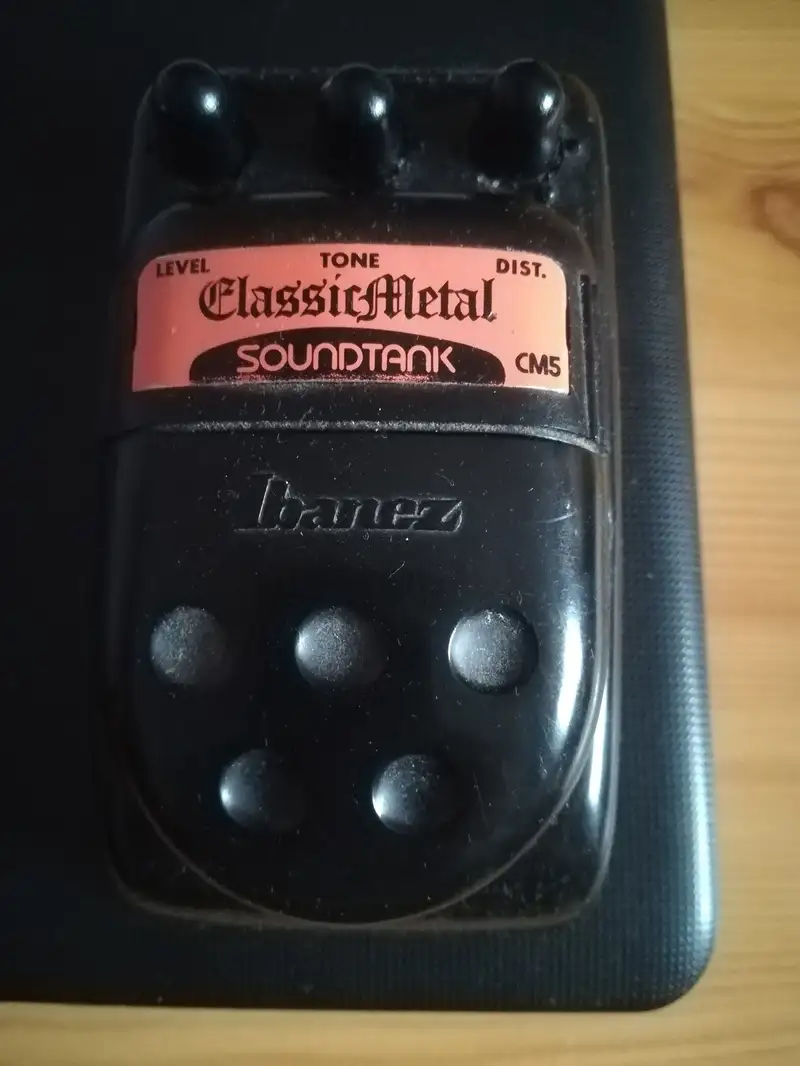 LEVEL TONE DIST.
ClassicMetal
SOUNDTANK CM5
Ibanez